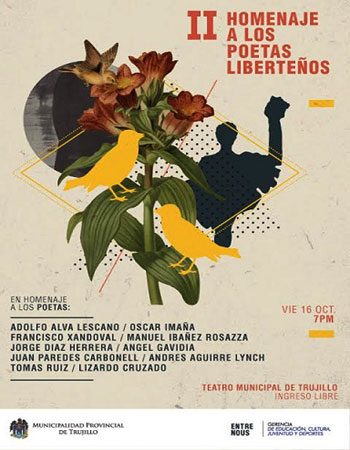 II HOMENAJE
A LOS
POETAS
LIBERTEÑOS
EN HOMENAJE
A LOS POETAS:
ADOLFO ALVA LESCANO / OSCAR IMAÑA
FRANCISCO XANDOVAL / MANUEL IBAÑEZ ROSAZZA
JORGE DIAZ HERRERA / ANGEL GAVIDIA
JUAN PAREDES CARBONELL / ANDRES AGUIRRE LYNCH
TOMAS RUIZ / LIZARDO CRUZADO
VIE 16 OCT.
7PM
TEATRO MUNICIPAL DE TRUJILLO
INGRESO LIBRE
MUNICIPALIDAD PROVINCIAL
DE TRUJILLO
ENTRE
NOUS
GERENCIA
DE EDUCACIÓN, CULTURA,
JUVENTUD Y DEPORTES